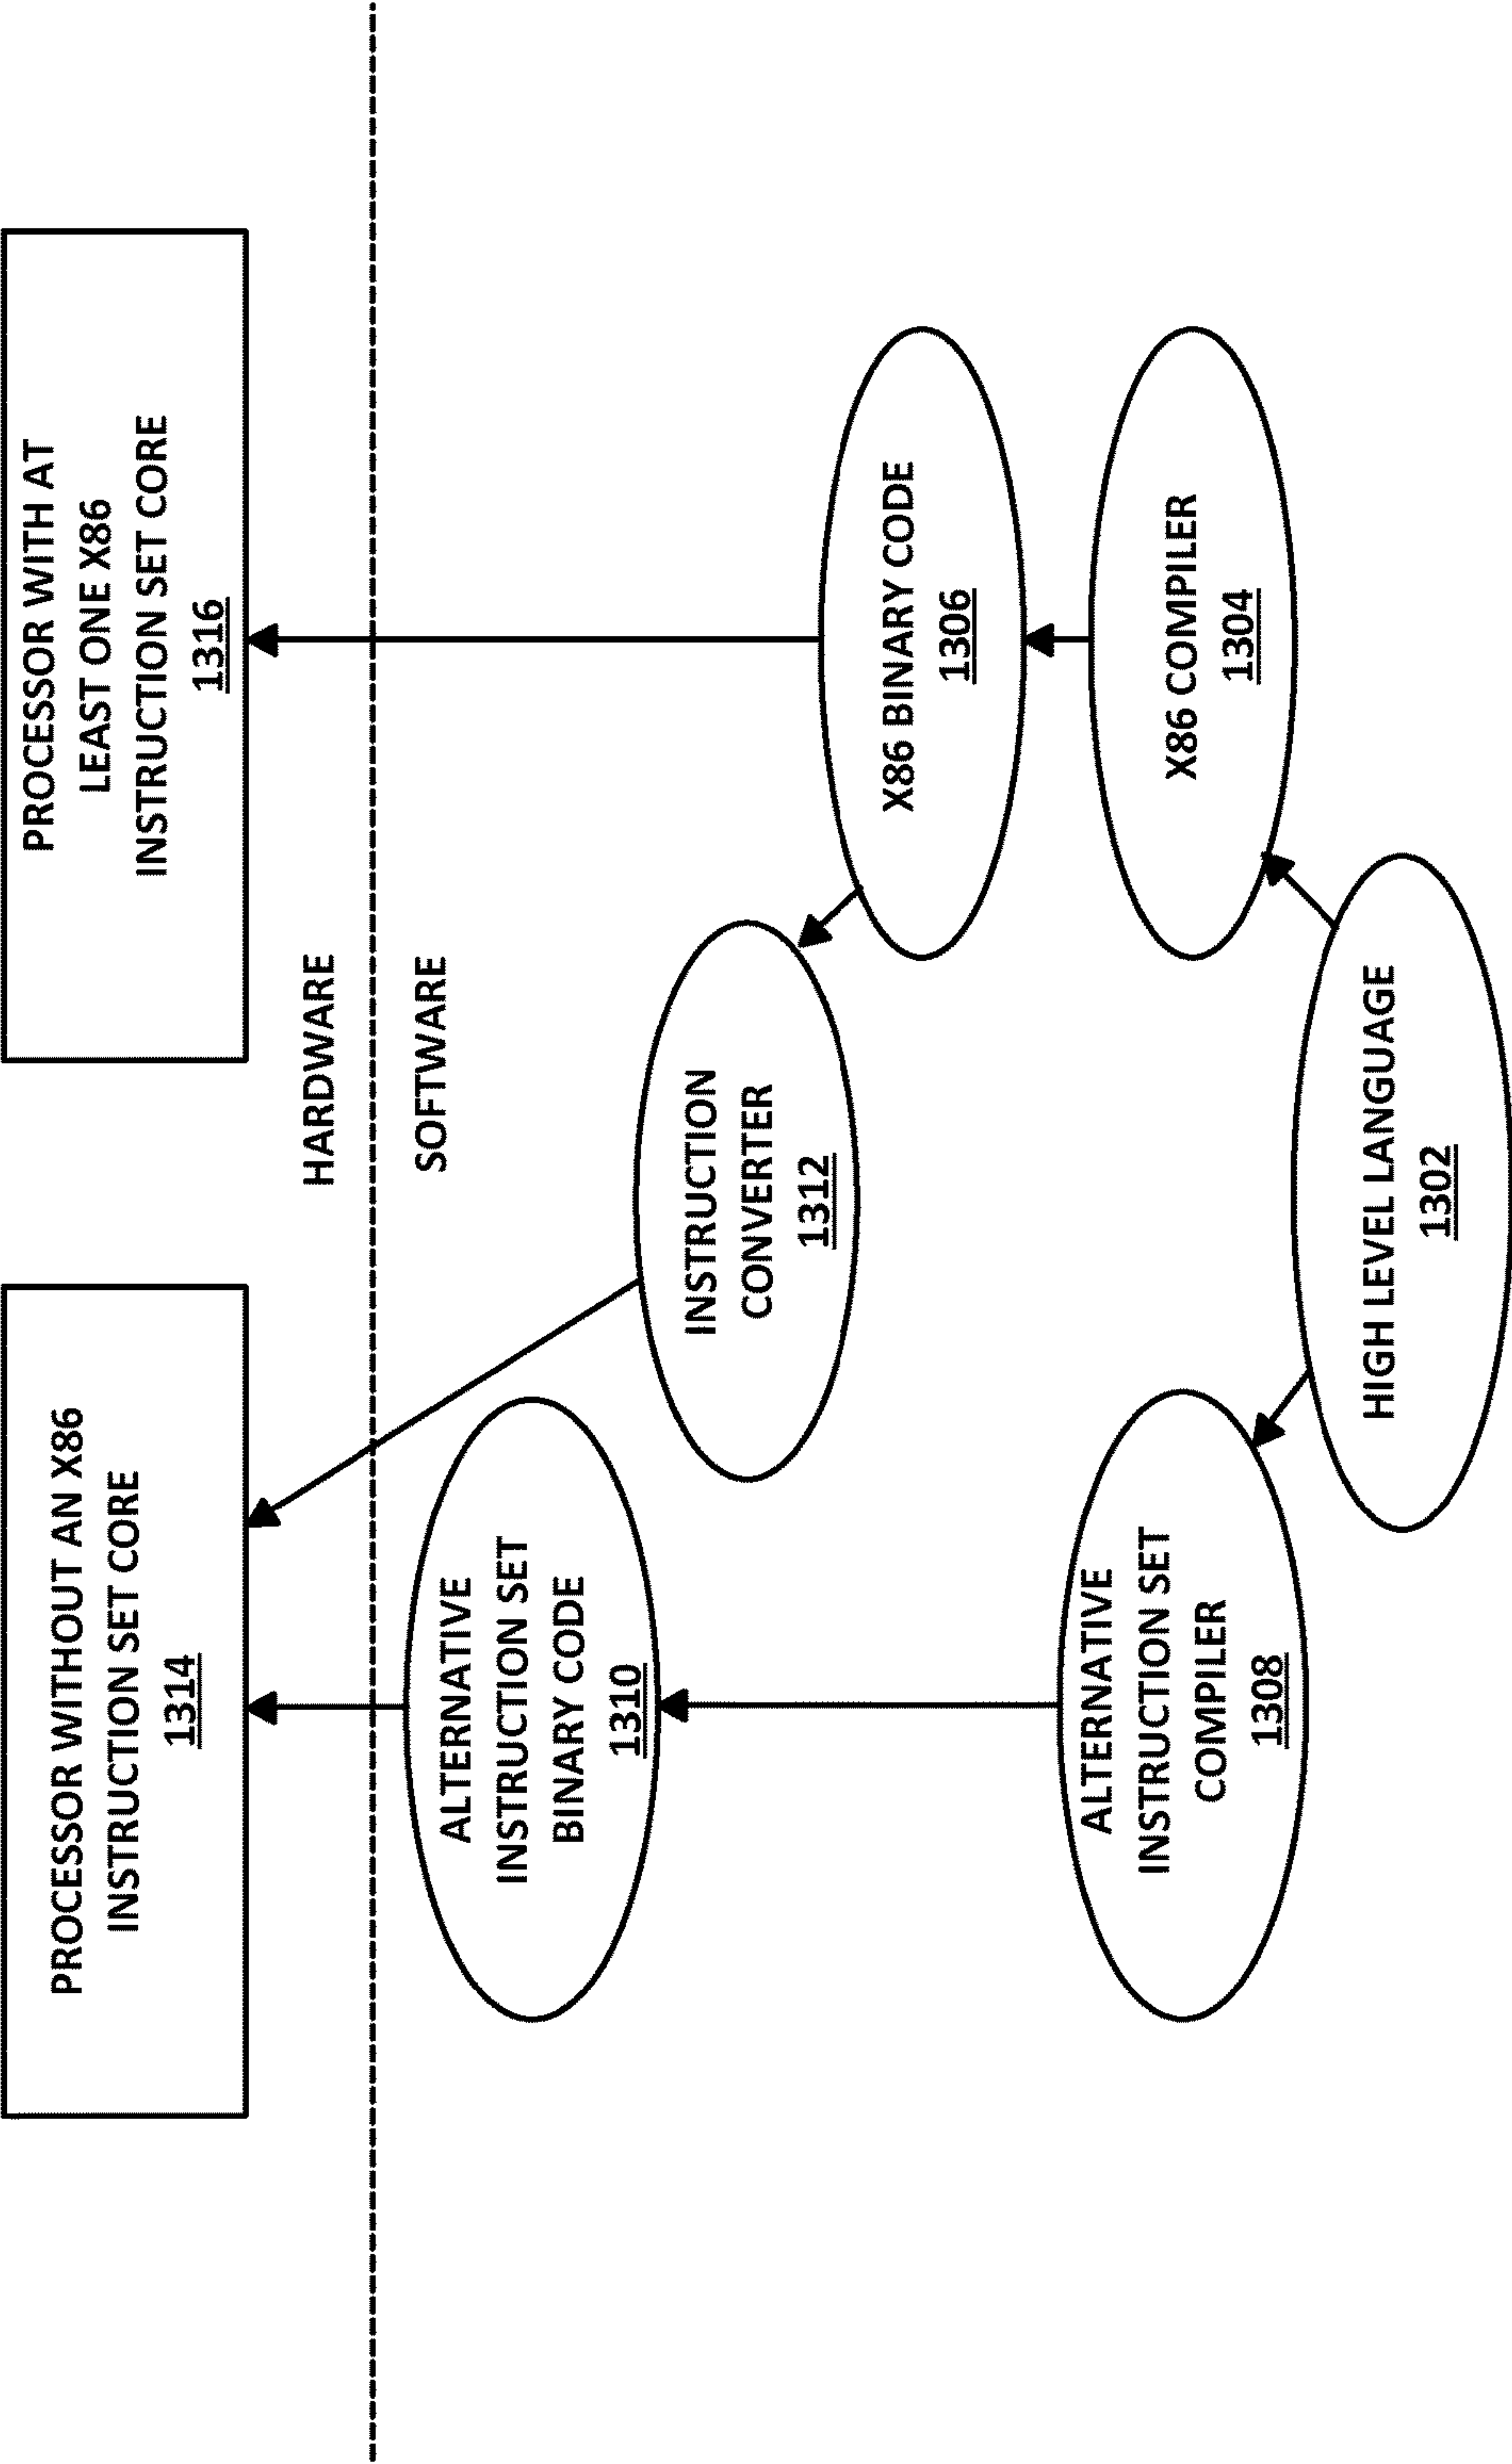 PROCESSOR WITHOUT AN X86
INSTRUCTION SET CORE
1314
PROCESSOR WITH AT
LEAST ONE X86
INSTRUCTION SET CORE
1316
HARDWARE
SOFTWARE
ALTERNATIVE
INSTRUCTION SET
BINARY CODE
1310
INSTRUCTION
CONVERTER
1312
X86 BINARY CODE
1306
ALTERNATIVE
INSTRUCTION SET
COMPILER
1308
X86 COMPILER
1304
HIGH LEVEL LANGUAGE
1302